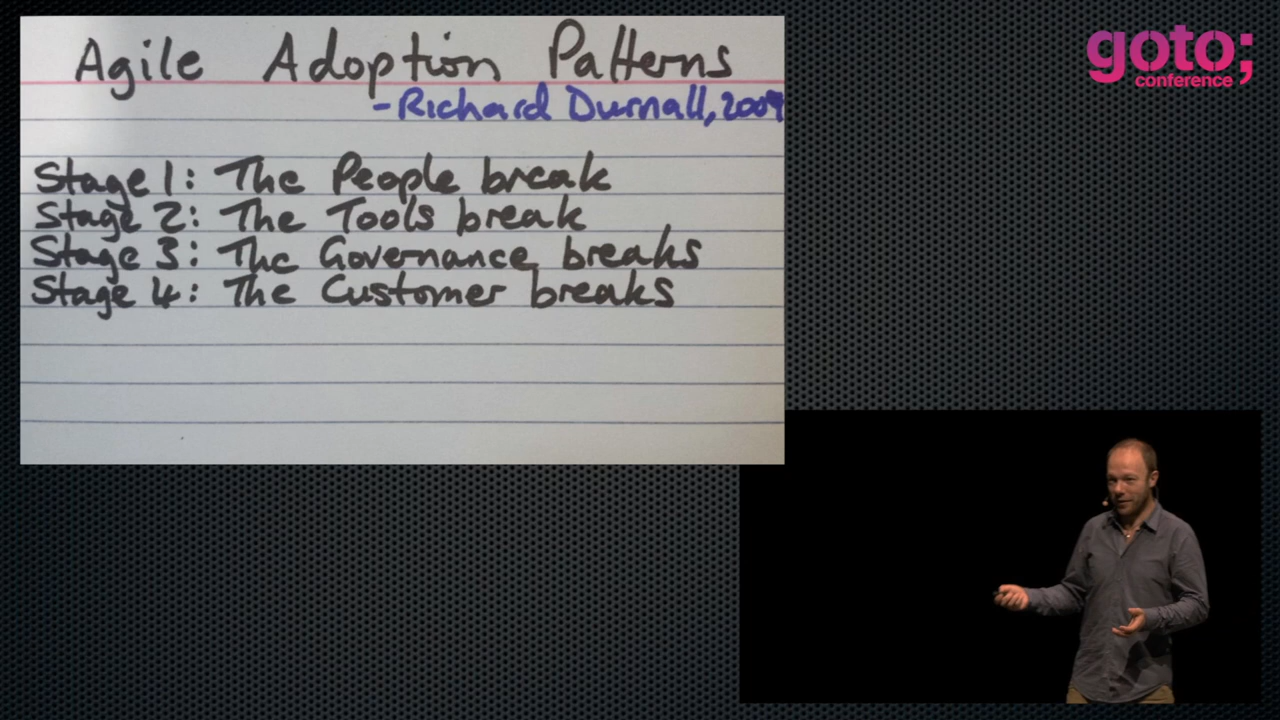 Agile Adoption Patterns
- Richard Durnall, 2009
Stage 1: The People break
Stage 2: The Tools break
Stage 3: The Governance breaks
Stage 4: The Customer breaks
goto;
conference